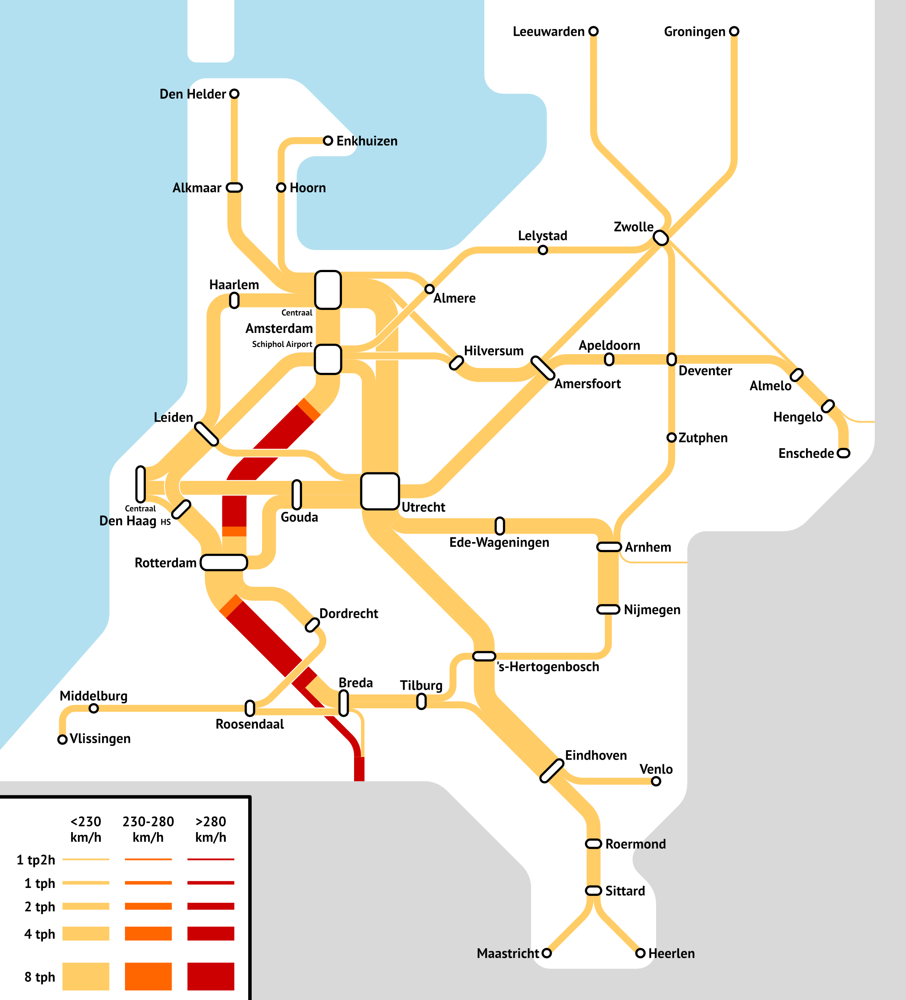 Leeuwarden
Groningen
Den Helder
Enkhuizen
Alkmaar
Hoorn
Zwolle
Lelystad
Haarlem
Almere
Centraal
Amsterdam
Schiphol Airport
Hilversum
Apeldoorn
Deventer
Amersfoort
Almelo
Leiden
Hengelo
Zutphen
Enschede
Centraal
Den Haag HS
Utrecht
Gouda
Ede-Wageningen
Arnhem
Rotterdam
Nijmegen
Dordrecht
's-Hertogenbosch
Breda
Tilburg
Middelburg
Roosendaal
Vlissingen
Eindhoven
Venlo
Roermond
Sittard
Maastricht
Heerlen
<230 230-280 >280
km/h km/h km/h
1 tp2h
1 tph
2 tph
4 tph
8 tph